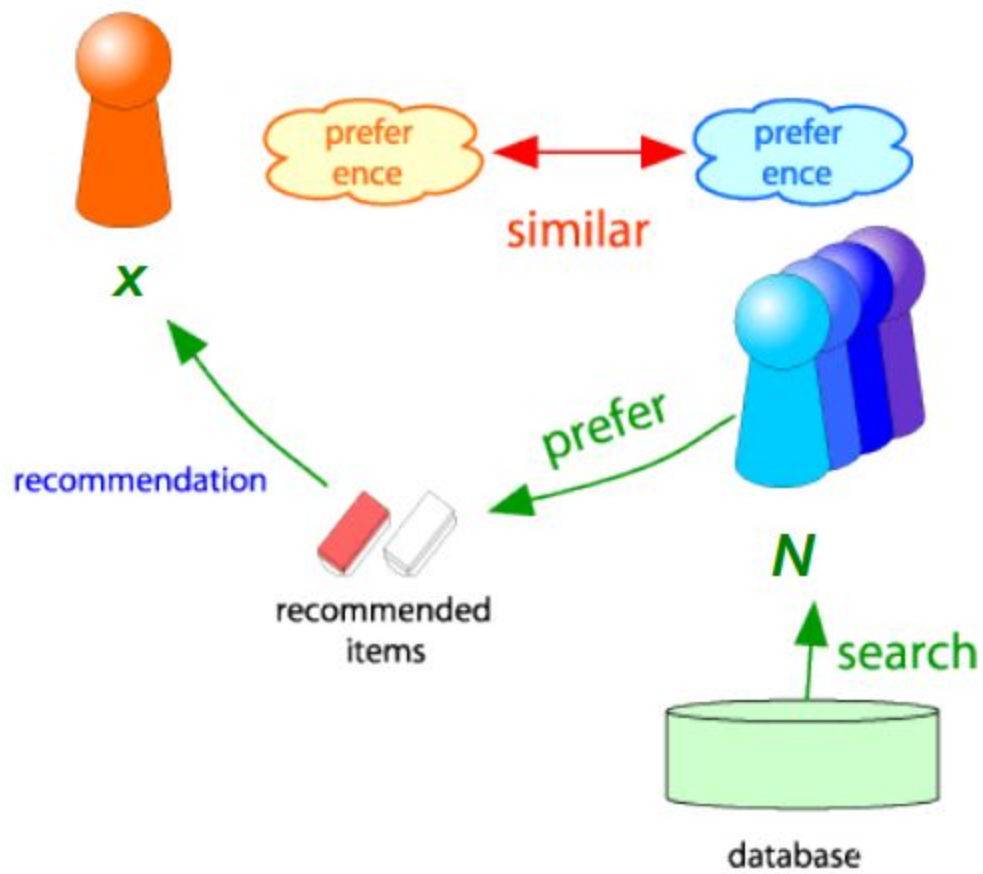 prefer
ence
prefer
ence
similar
x
prefer
recommendation
N
recommended
items
search
database